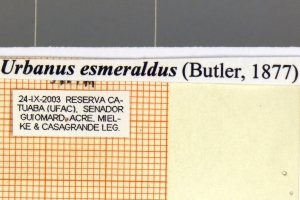 Urbanus esmeraldus (Butler, 1877)
24-IX-2003 RESERVA CA-
TUABA (UFAC), SENADOR
GUIOMARD, ACRE, MIEL-
KE & CASAGRANDE LEG.